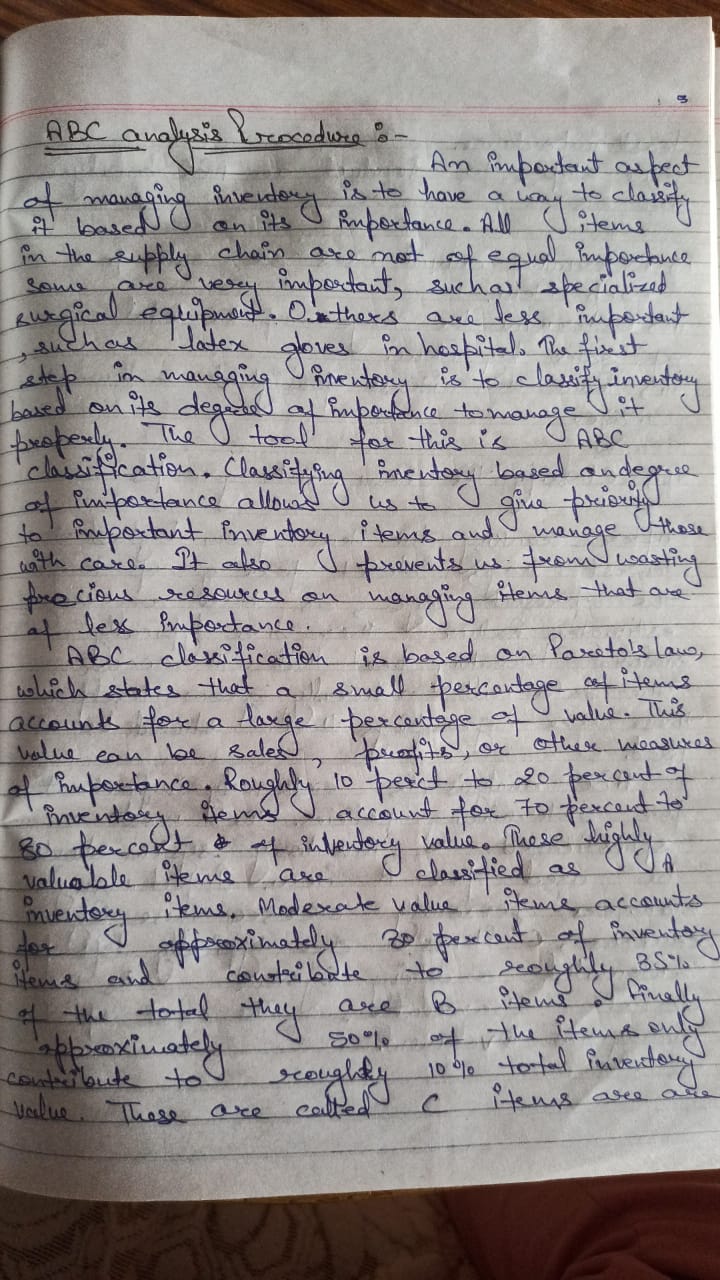 3
ABC analysis Procedure :-
An important aspect
of managing inventory is to have a way to classify
it based on its importance. All items
in the supply chain are not of equal importance
some are very important, such as specialized
surgical equipment. Others are less important
, such as latex gloves in hospital. The first
step in managging inventory is to classify inventory
based on its degree of importance to manage it
properly. The tool for this is ABC
classification. Classifying inventory based on degree
of importance allows us to give priority
to important inventory items and manage those
with care. It also prevents us from wasting
precious resources on managing items that are
of less importance.
ABC classification is based on Pareto's law,
which states that a small percentage of items
accounts for a large percantage of value. This
value can be sales, profits, or other measures
of importance. Roughly 10 perct to 20 percent of
inventory items account for 70 percent to
80 percent of inventory value. These highly
valuable items are classified as A
inventory items. Moderate value items accounts
for approximately 30 percent of inventory
items and contribute to roughly 35%
of the total they are B items. Finally
approximately 50% of the items only
contribute to roughly 10% total inventory
value. These are called C items are are